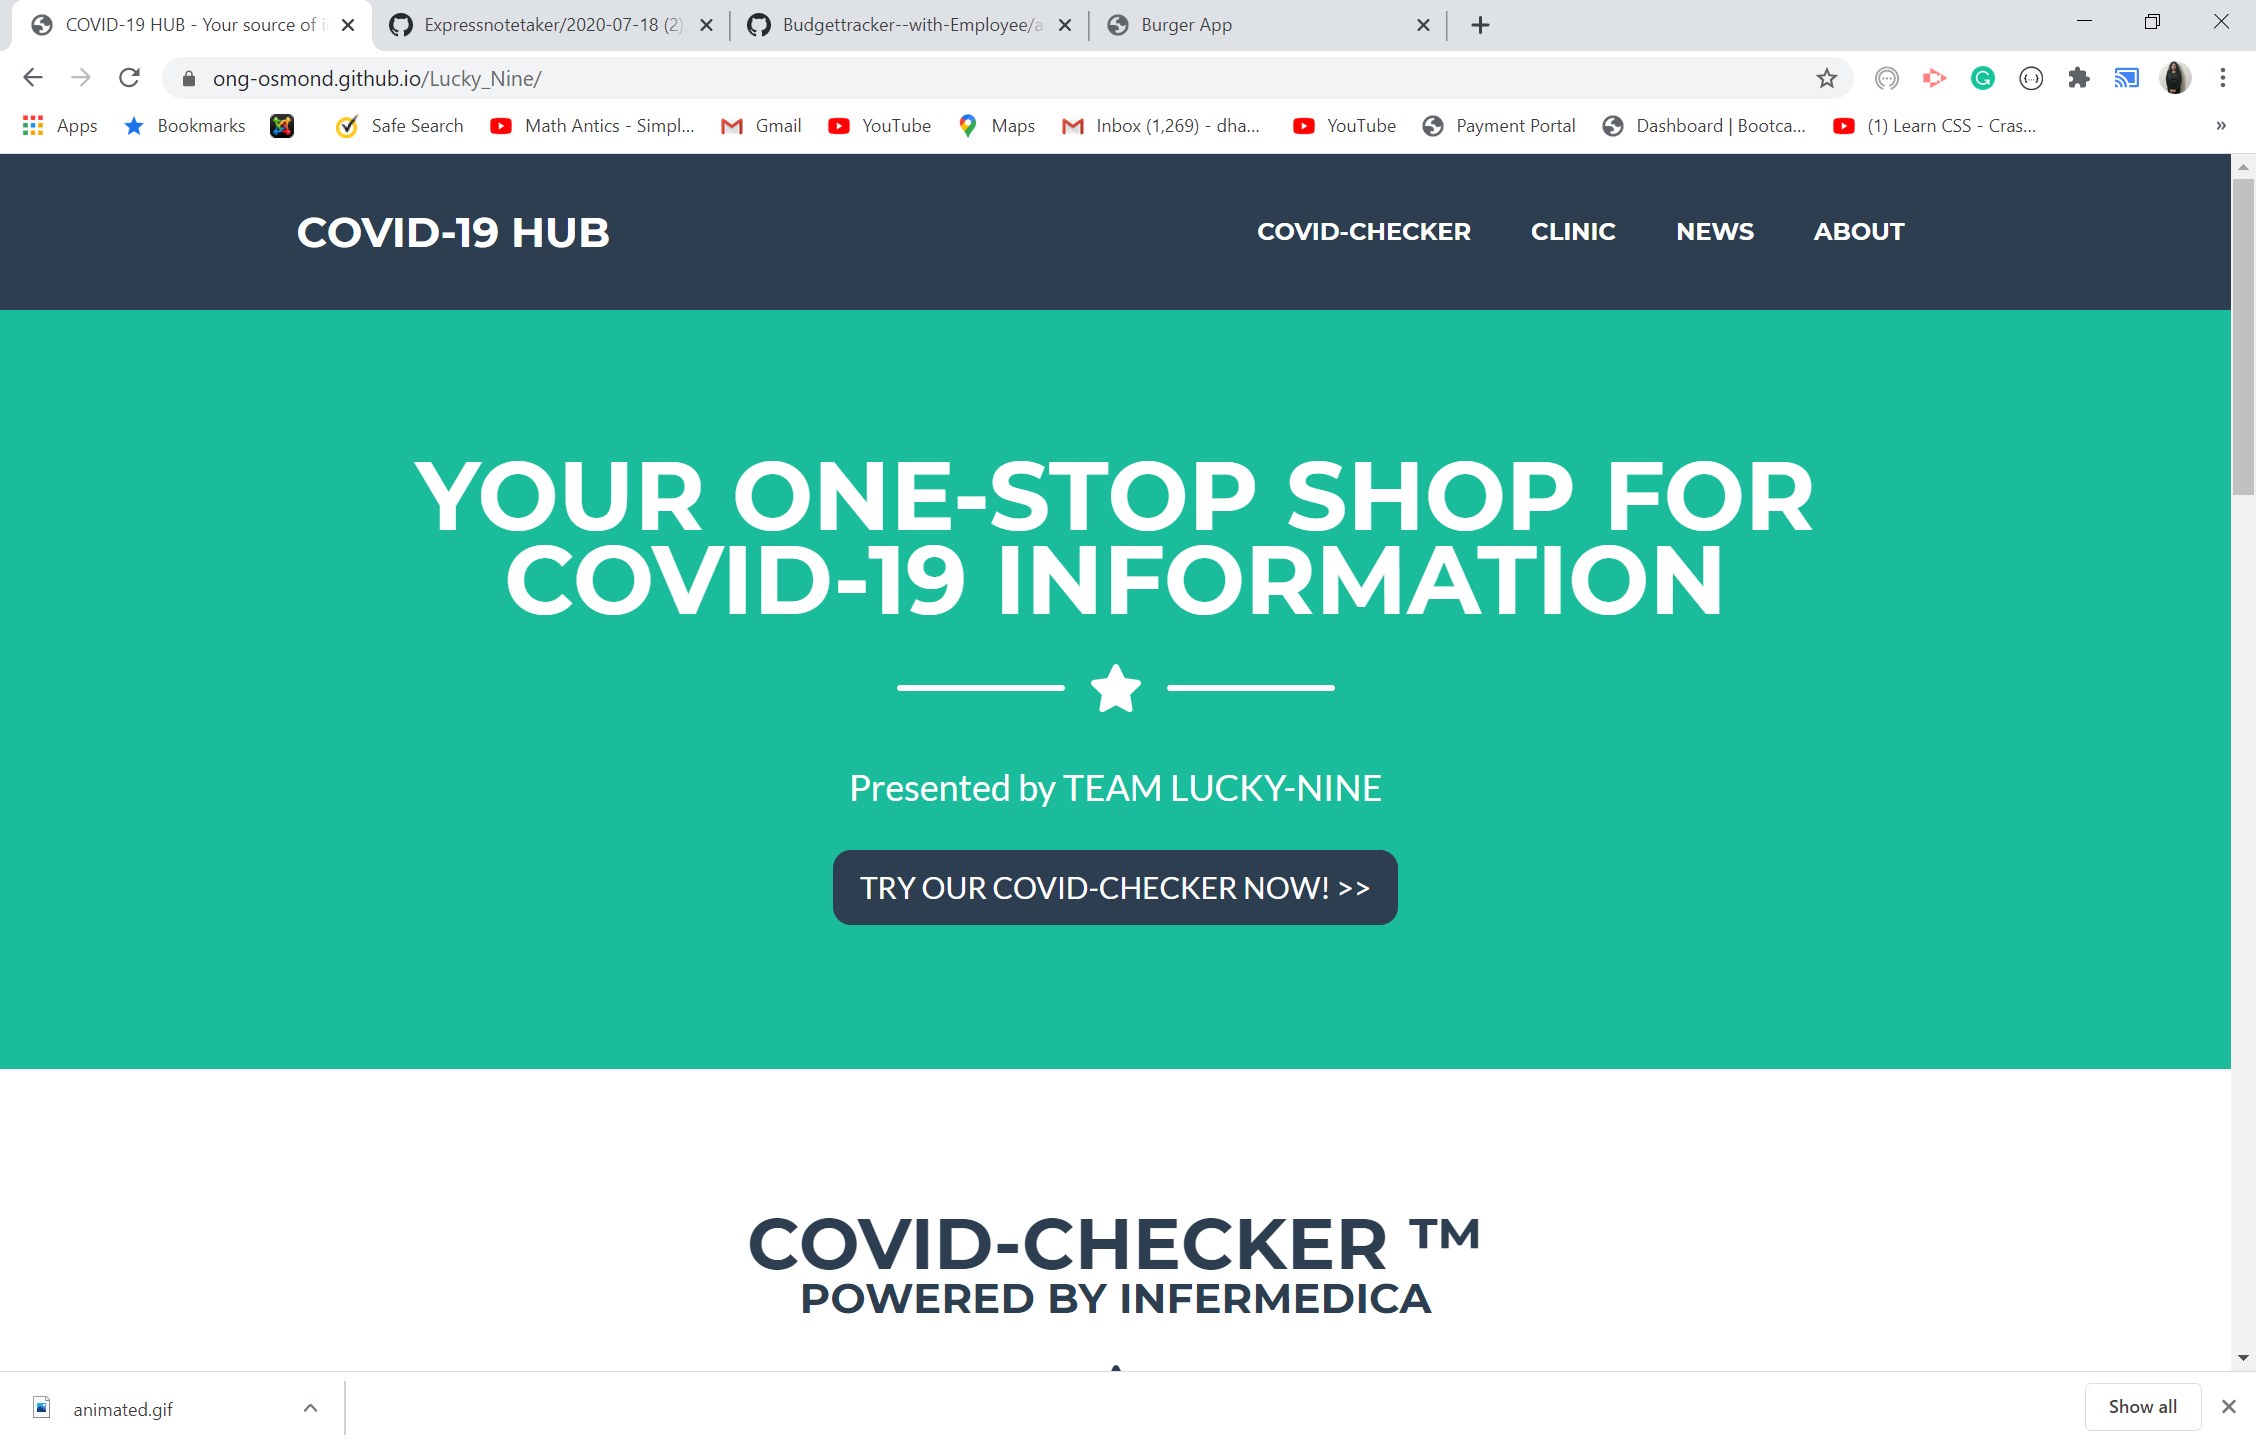 COVID-19 HUB - Your source of i
Expressnotetaker/2020-07-18 (2)
Budgettracker--with-Employee/a
Burger App
ong-osmond.github.io/Lucky_Nine/
Apps
Bookmarks
Safe Search
Math Antics - Simpl...
Gmail
YouTube
Maps
Inbox (1,269) - dha...
YouTube
Payment Portal
Dashboard | Bootca...
(1) Learn CSS - Cras...
»
COVID-19 HUB
COVID-CHECKER
CLINIC
NEWS
ABOUT
YOUR ONE-STOP SHOP FOR
COVID-19 INFORMATION
Presented by TEAM LUCKY-NINE
TRY OUR COVID-CHECKER NOW! >>
COVID-CHECKER ™
POWERED BY INFERMEDICA
animated.gif
Show all